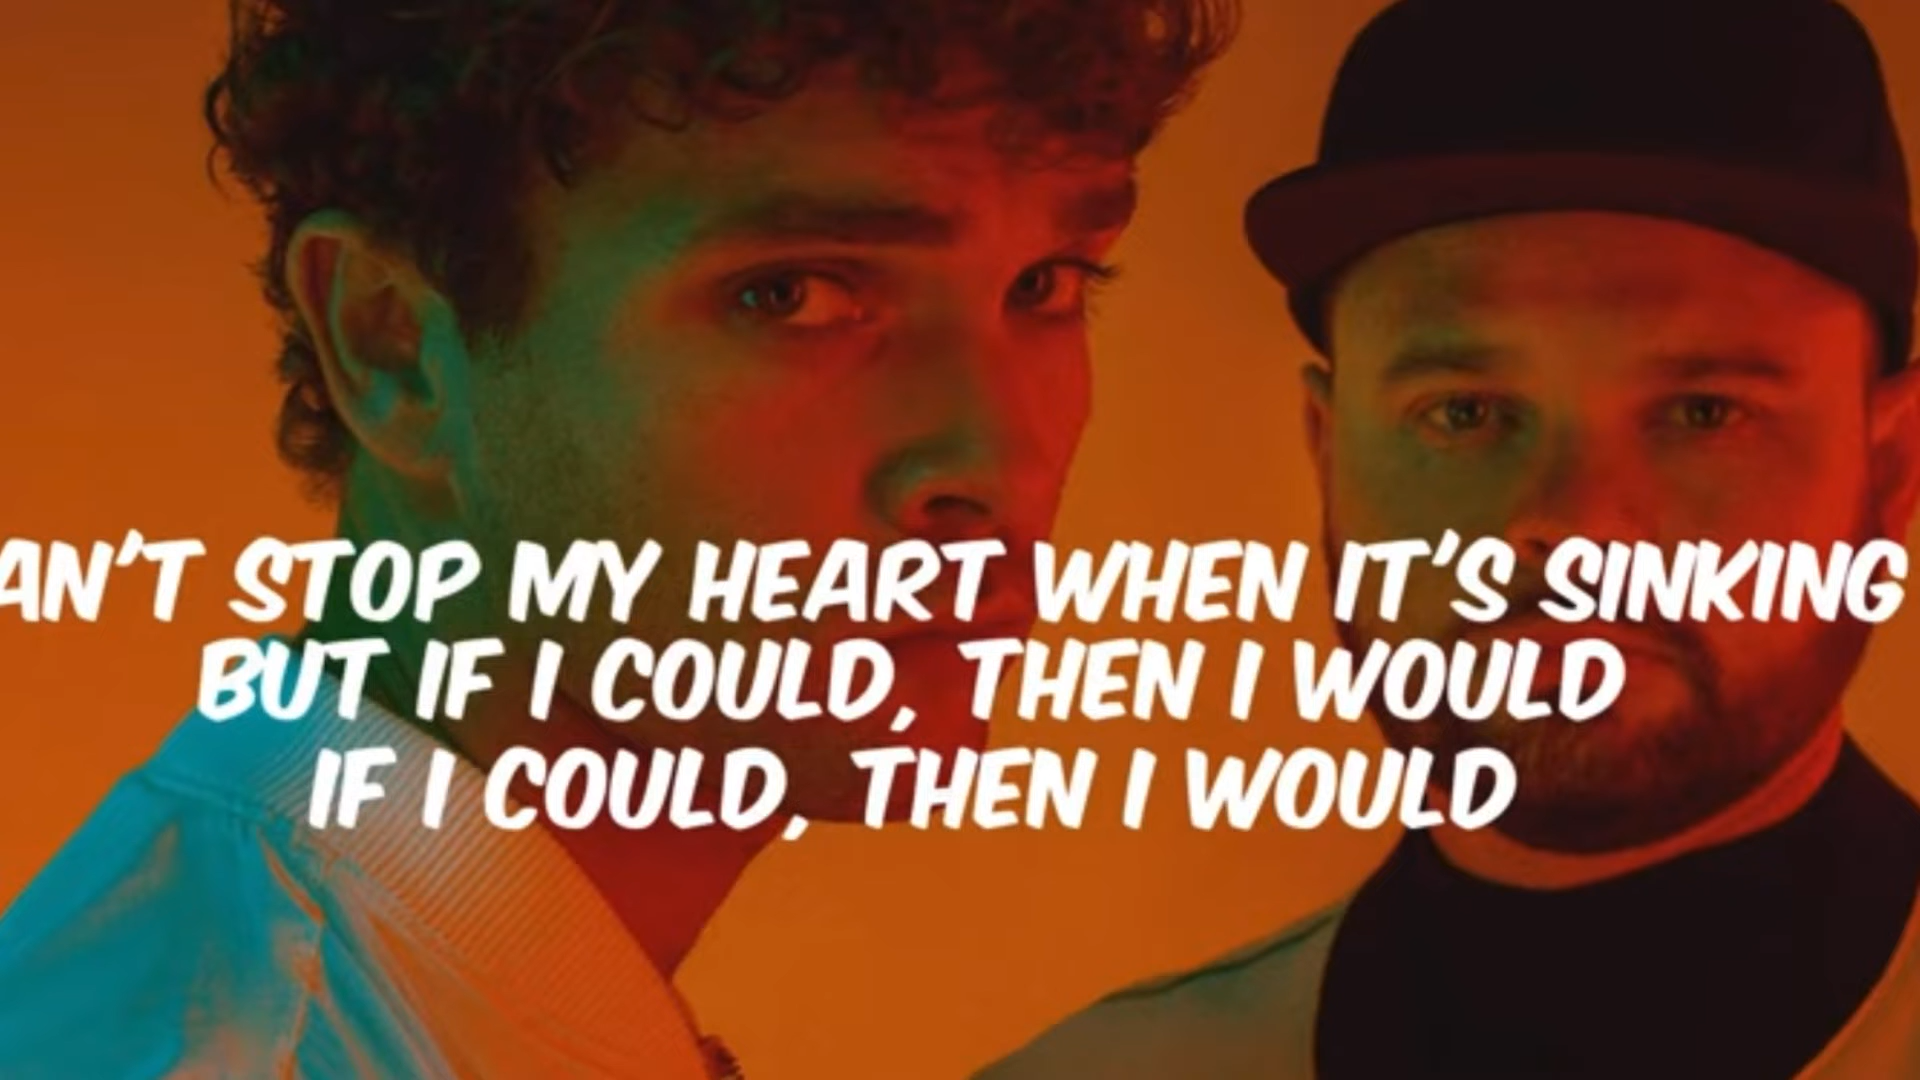 AN'T STOP MY HEART WHEN IT'S SINKING
BUT IF I COULD, THEN I WOULD
IF I COULD, THEN I WOULD